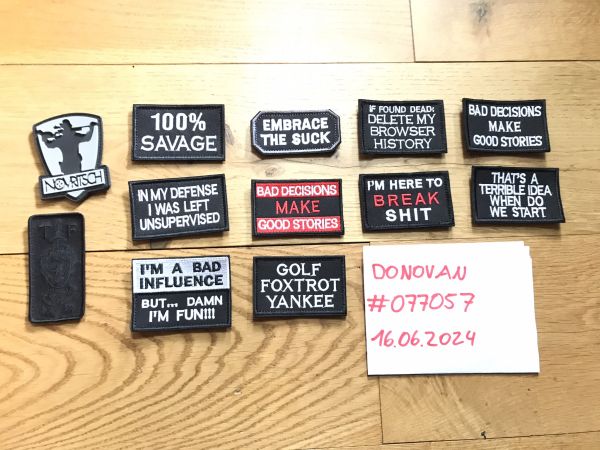 NOVRITSCH
100%
SAVAGE
EMBRACE
THE SUCK
IF FOUND DEAD:
DELETE MY
BROWSER
HISTORY
BAD DECISIONS
MAKE
GOOD STORIES
IN MY DEFENSE
I WAS LEFT
UNSUPERVISED
BAD DECISIONS
MAKE
GOOD STORIES
I'M HERE TO
BREAK
SHIT
THAT'S A
TERRIBLE IDEA
WHEN DO
WE START
I'M A BAD
INFLUENCE
BUT... DAMN
I'M FUN!!!
GOLF
FOXTROT
YANKEE
DONOVAN
#077057
16.06.2024